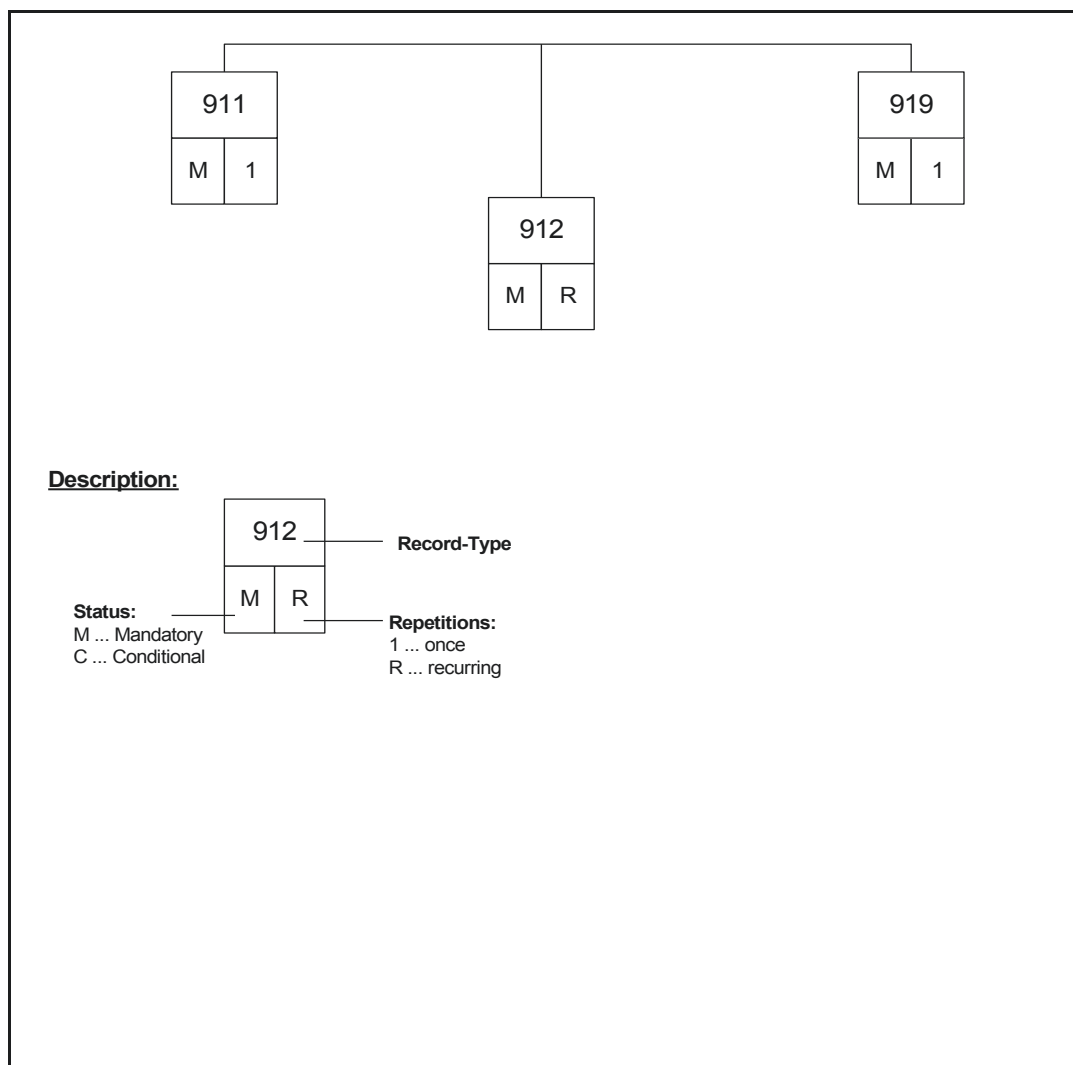 911
919
M 1
M 1
912
M R
Description:
912
Record-Type
M R
Status:
M ... Mandatory
C ... Conditional
Repetitions:
1 ... once
R ... recurring